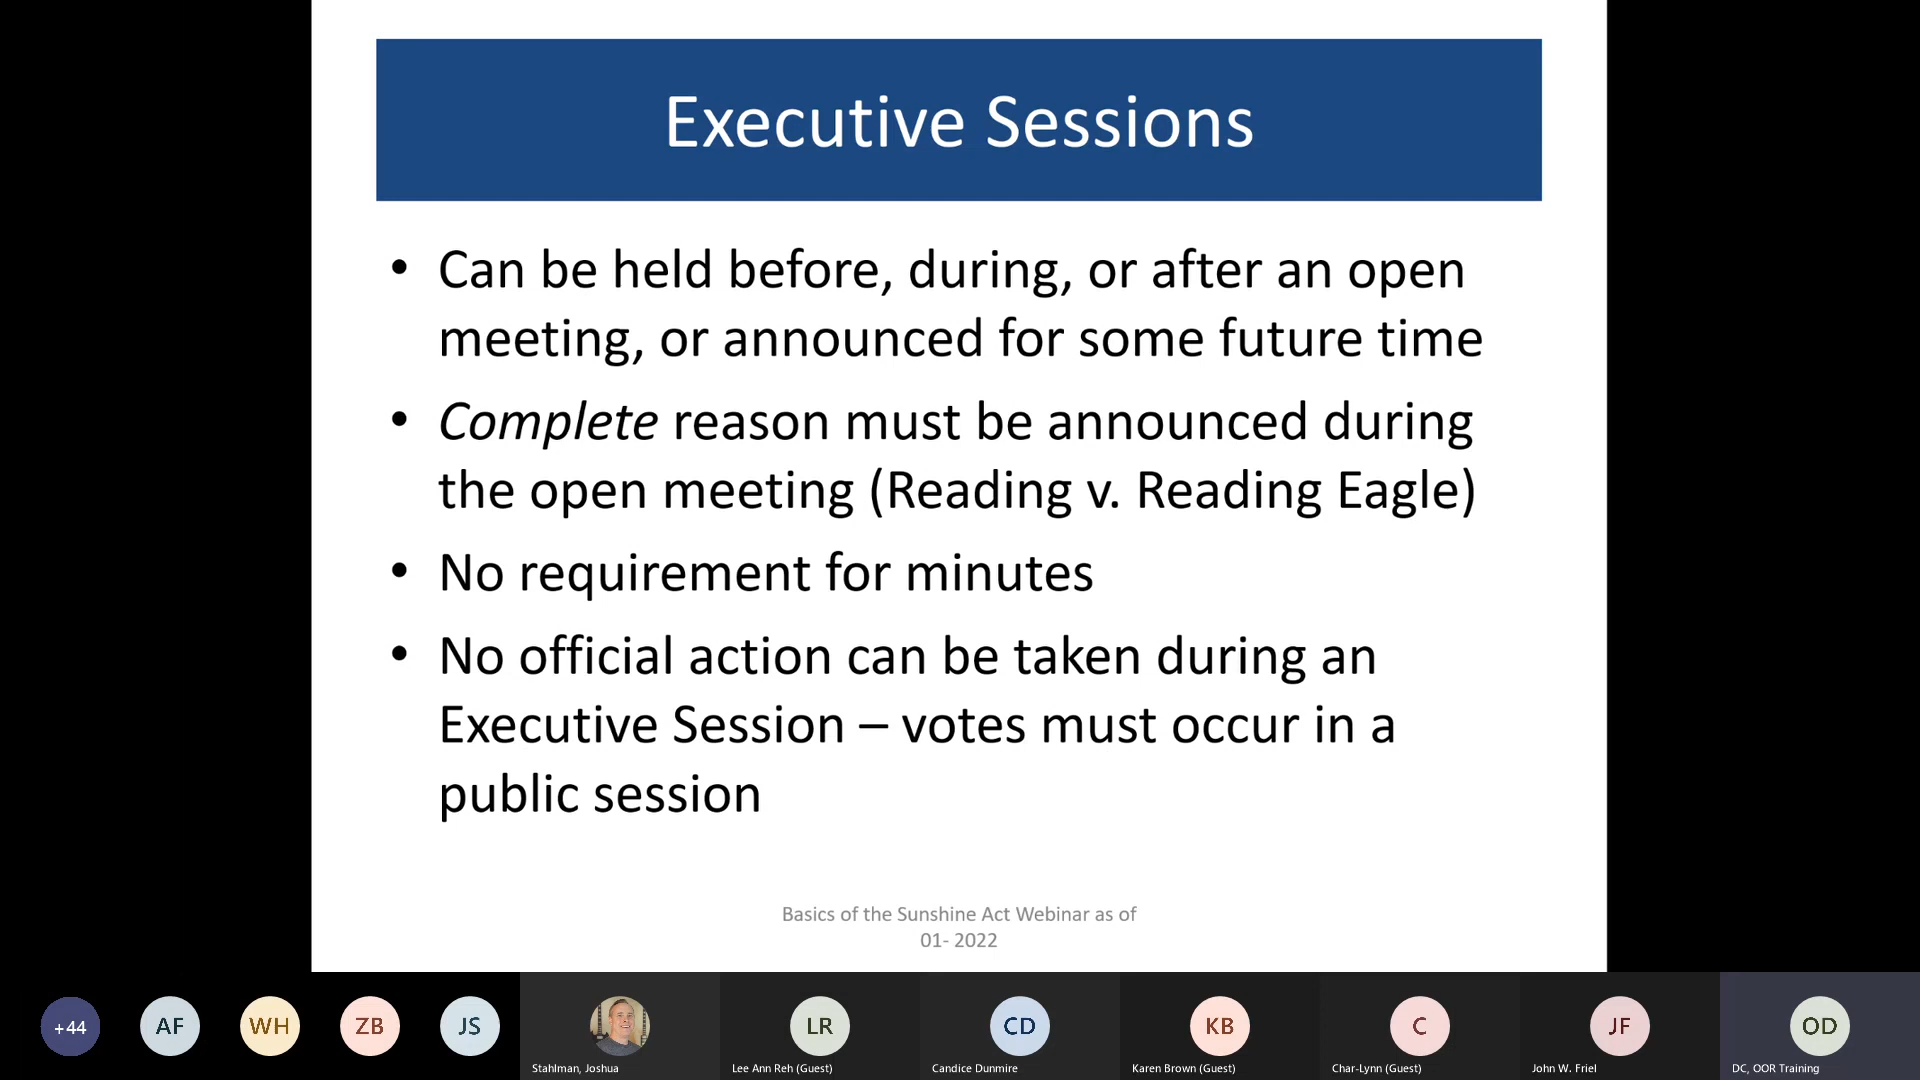 Executive Sessions
• Can be held before, during, or after an open
meeting, or announced for some future time
• Complete reason must be announced during
the open meeting (Reading v. Reading Eagle)
• No requirement for minutes
• No official action can be taken during an
Executive Session – votes must occur in a
public session
Basics of the Sunshine Act Webinar as of
01- 2022
+44
AF
WH
ZB
JS
Stahlman, Joshua
LR
Lee Ann Reh (Guest)
CD
Candice Dunmire
KB
Karen Brown (Guest)
C
Char-Lynn (Guest)
JF
John W. Friel
OD
DC, OOR Training